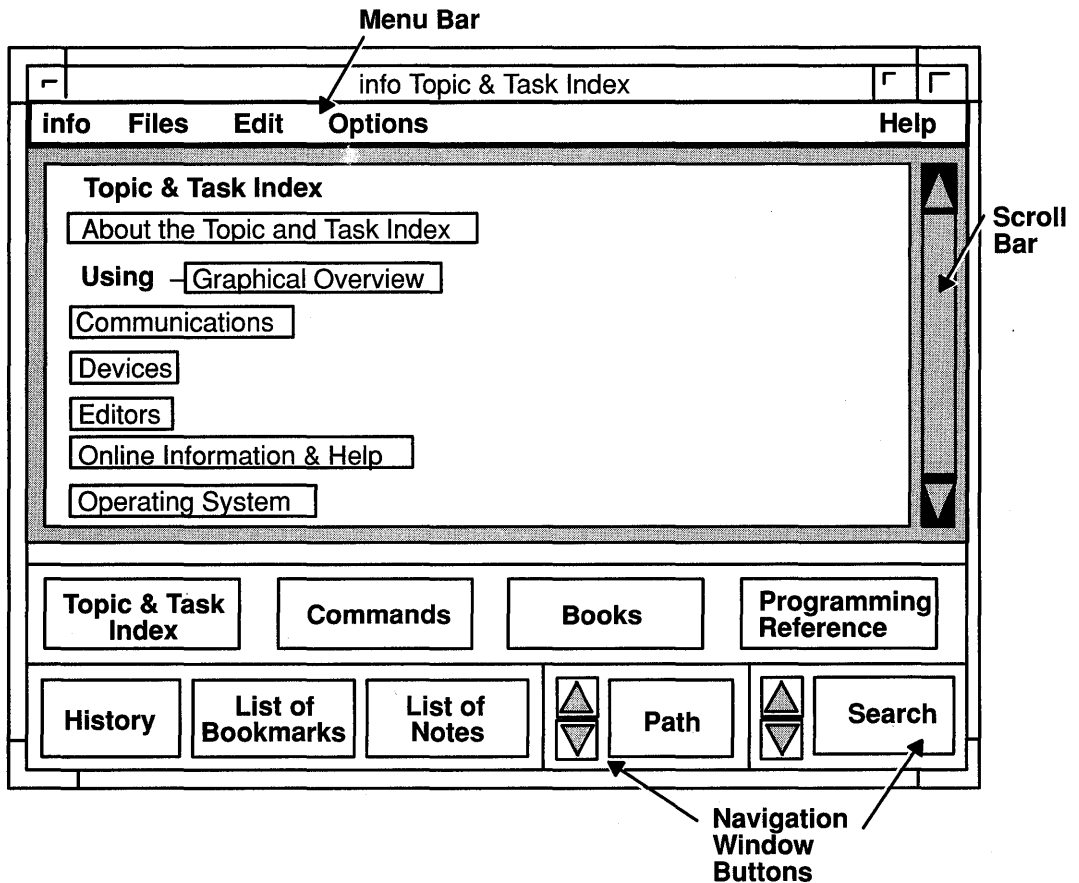 Menu Bar
info Topic & Task Index
info Files Edit Options Help
Topic & Task Index
About the Topic and Task Index
Using Graphical Overview
Communications
Devices
Editors
Online Information & Help
Operating System
Scroll
Bar
Topic & Task
Index
Commands
Books
Programming
Reference
History
List of
Bookmarks
List of
Notes
Path
Search
Navigation
Window
Buttons